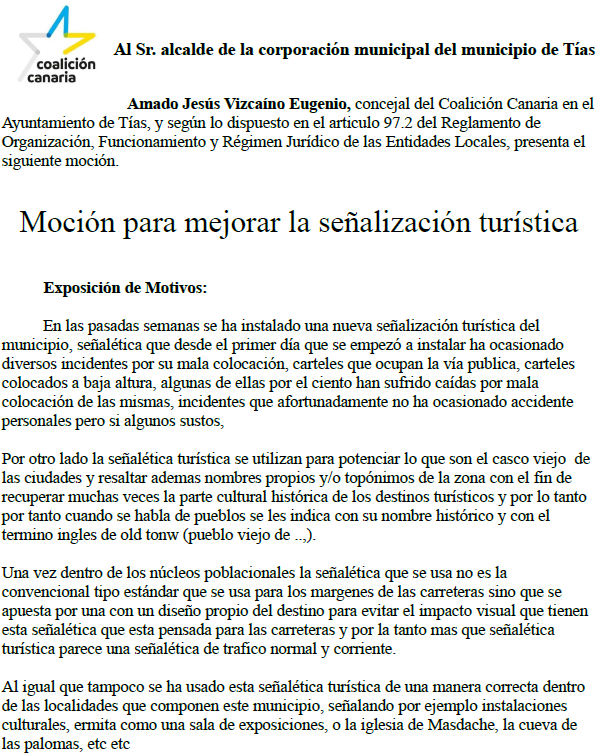 coalición
canaria
Al Sr. alcalde de la corporación municipal del municipio de Tías
Amado Jesús Vizcaíno Eugenio, concejal del Coalición Canaria en el
Ayuntamiento de Tías, y según lo dispuesto en el articulo 97.2 del Reglamento de
Organización, Funcionamiento y Régimen Jurídico de las Entidades Locales, presenta el
siguiente moción.
Moción para mejorar la señalización turística
Exposición de Motivos:
En las pasadas semanas se ha instalado una nueva señalización turística del
municipio, señalética que desde el primer día que se empezó a instalar ha ocasionado
diversos incidentes por su mala colocación, carteles que ocupan la vía publica, carteles
colocados a baja altura, algunas de ellas por el ciento han sufrido caídas por mala
colocación de las mismas, incidentes que afortunadamente no ha ocasionado accidente
personales pero si algunos sustos,
Por otro lado la señalética turística se utilizan para potenciar lo que son el casco viejo de
las ciudades y resaltar ademas nombres propios y/o topónimos de la zona con el fin de
recuperar muchas veces la parte cultural histórica de los destinos turísticos y por lo tanto
por tanto cuando se habla de pueblos se les indica con su nombre histórico y con el
termino ingles de old tonw (pueblo viejo de ..,).
Una vez dentro de los núcleos poblacionales la señalética que se usa no es la
convencional tipo estándar que se usa para los margenes de las carreteras sino que se
apuesta por una con un diseño propio del destino para evitar el impacto visual que tienen
esta señalética que esta pensada para las carreteras y por la tanto mas que señalética
turística parece una señalética de trafico normal y corriente.
Al igual que tampoco se ha usado esta señalética turística de una manera correcta dentro
de las localidades que componen este municipio, señalando por ejemplo instalaciones
culturales, ermita como una sala de exposiciones, o la iglesia de Masdache, la cueva de
las palomas, etc etc